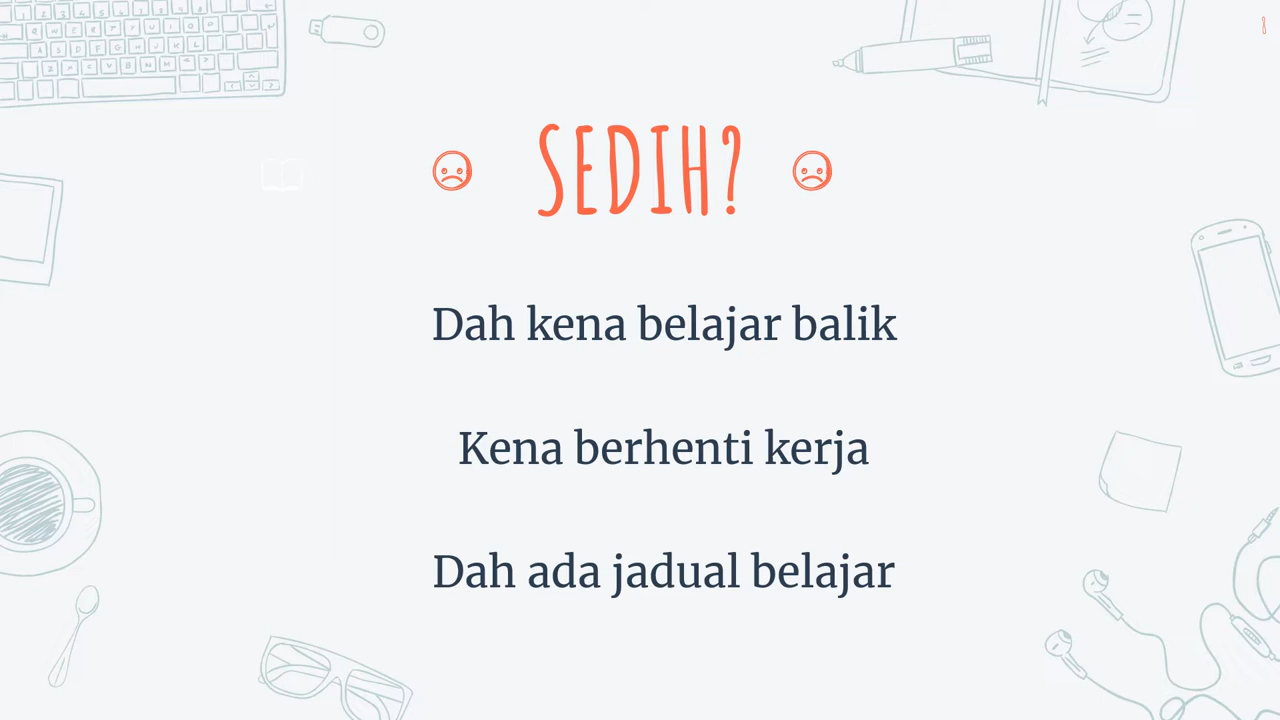 SEDIH?
Dah kena belajar balik
Kena berhenti kerja
Dah ada jadual belajar